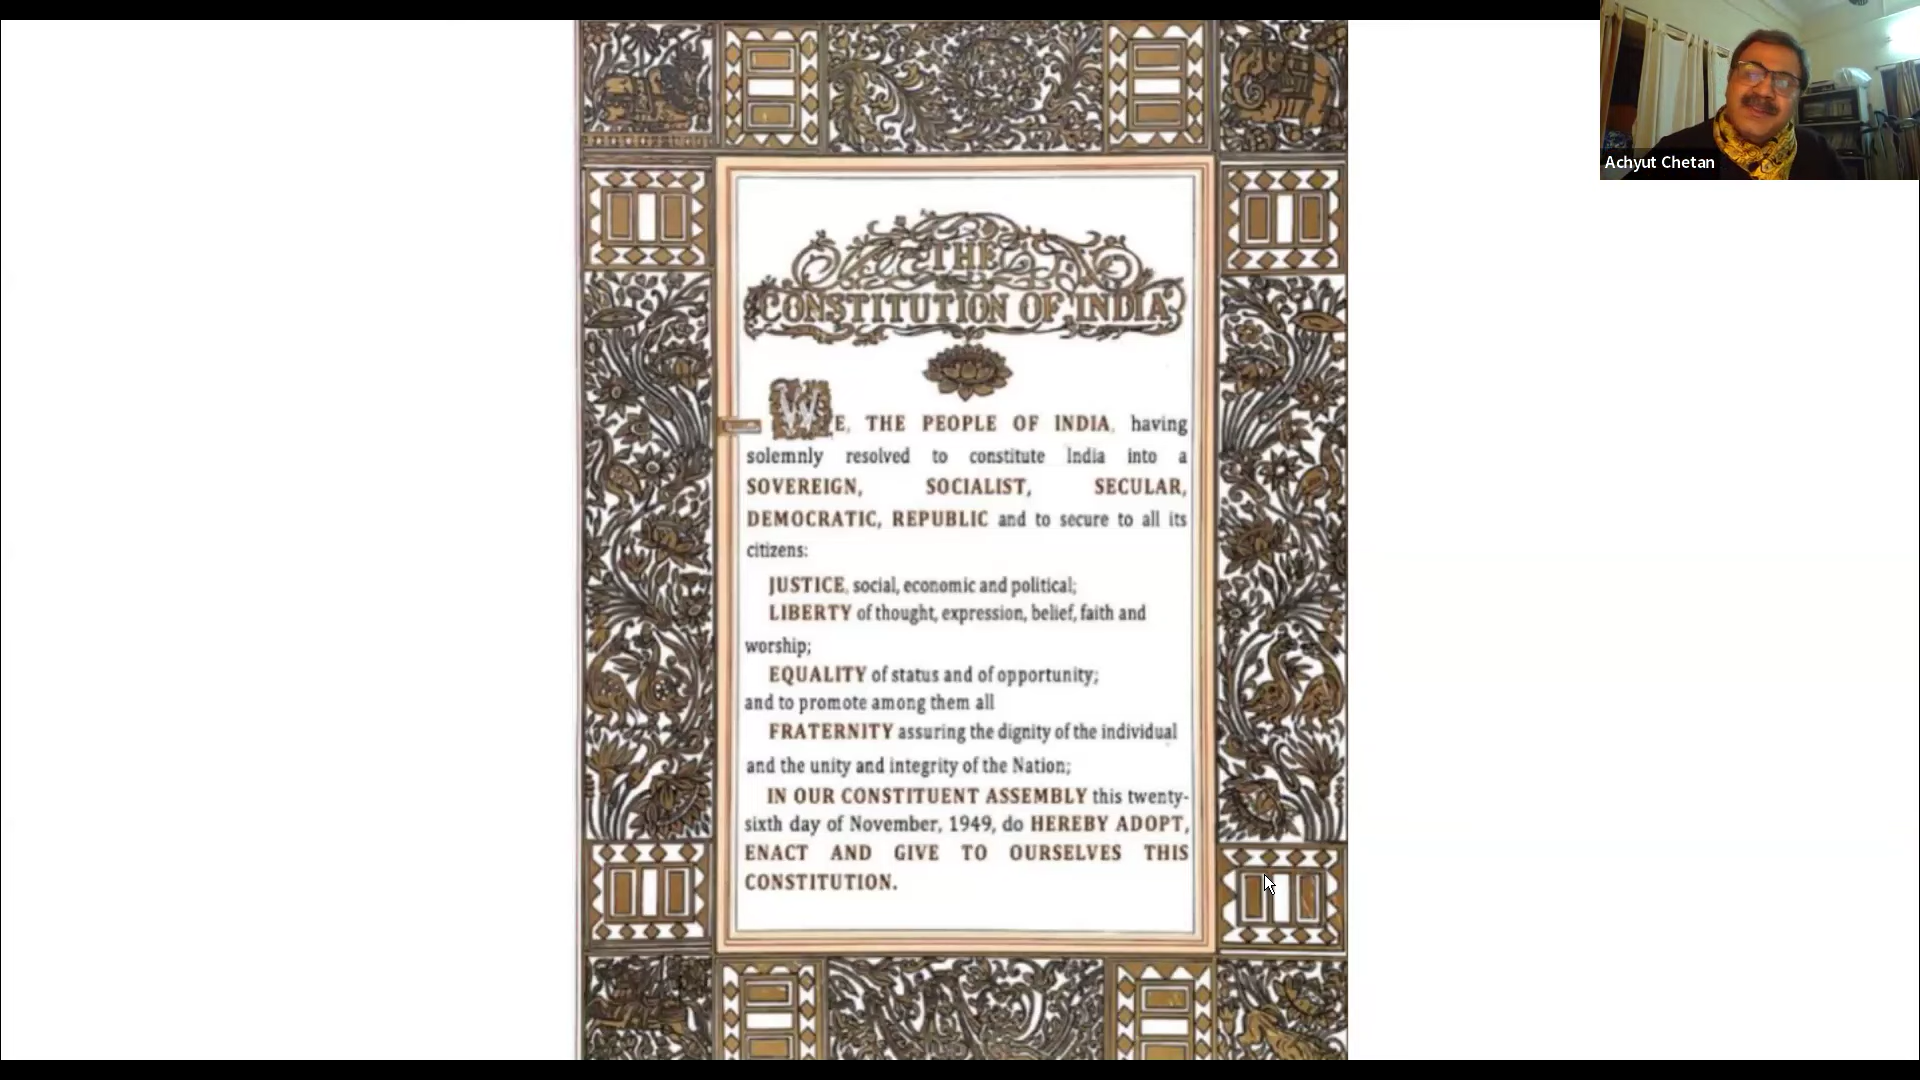 THE
CONSTITUTION OF INDIA
WE, THE PEOPLE OF INDIA, having
solemnly resolved to constitute India into a
SOVEREIGN, SOCIALIST, SECULAR,
DEMOCRATIC, REPUBLIC and to secure to all its
citizens:
JUSTICE, social, economic and political;
LIBERTY of thought, expression, belief, faith and
worship;
EQUALITY of status and of opportunity;
and to promote among them all
FRATERNITY assuring the dignity of the individual
and the unity and integrity of the Nation;
IN OUR CONSTITUENT ASSEMBLY this twenty-
sixth day of November, 1949, do HEREBY ADOPT,
ENACT AND GIVE TO OURSELVES THIS
CONSTITUTION.
Achyut Chetan